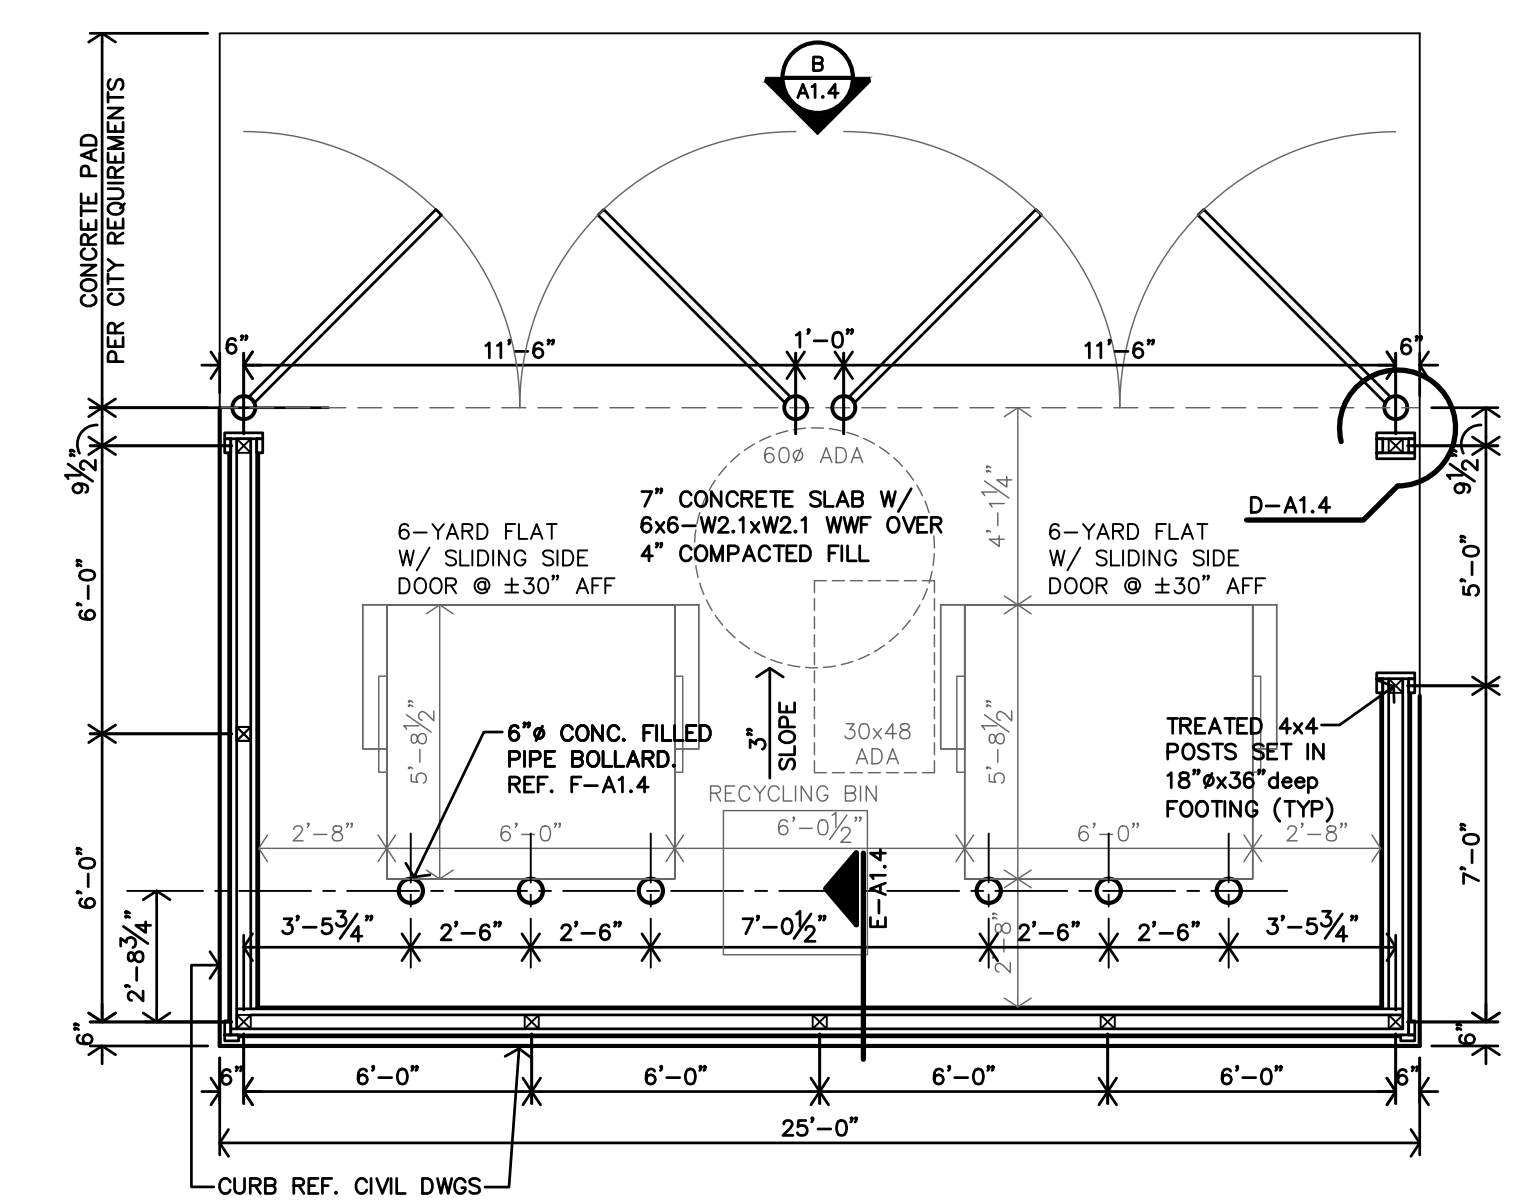 B
A1.4
CONCRETE PAD
PER CITY REQUIREMENTS
6"
11'-6"
1'-0"
11'-6"
6"
9½"
60ø ADA
7" CONCRETE SLAB W/
6x6-W2.1xW2.1 WWF OVER
4" COMPACTED FILL
4'-1¼"
D-A1.4
9½"
6-YARD FLAT
W/ SLIDING SIDE
DOOR @ ±30" AFF
6-YARD FLAT
W/ SLIDING SIDE
DOOR @ ±30" AFF
6'-0"
5'-0"
5'-8½"
6"ø CONC. FILLED
PIPE BOLLARD.
REF. F-A1.4
3"
SLOPE
30x48
ADA
5'-8½"
TREATED 4x4
POSTS SET IN
18"øx36"deep
FOOTING (TYP)
RECYCLING BIN
2'-8"
6'-0"
6'-0½"
6'-0"
2'-8"
6'-0"
7'-0"
E-A1.4
2'-8¾"
3'-5¾"
2'-6"
2'-6"
7'-0½"
2'-6"
2'-6"
3'-5¾"
2'-8"
6"
6"
6"
6'-0"
6'-0"
6'-0"
6'-0"
6"
25'-0"
CURB REF. CIVIL DWGS